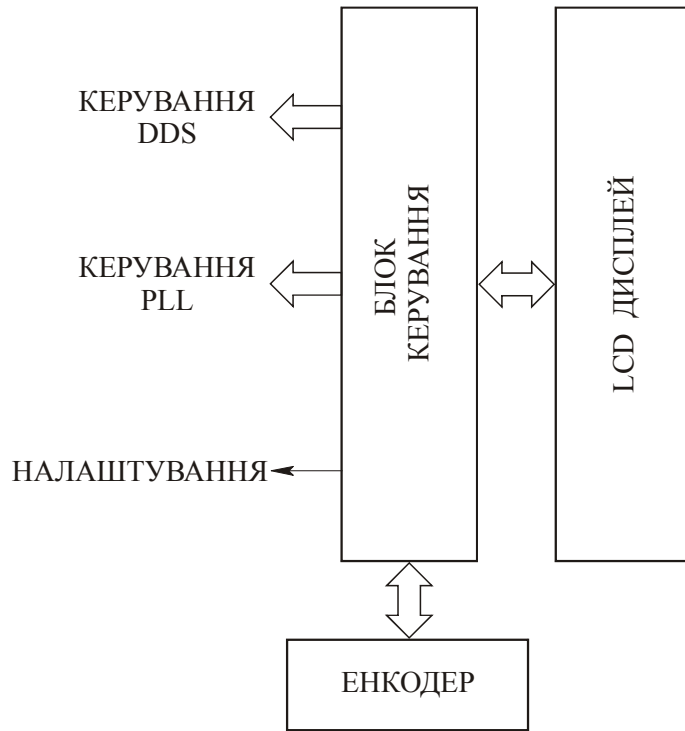 КЕРУВАННЯ
DDS
КЕРУВАННЯ
PLL
НАЛАШТУВАННЯ
БЛОК
КЕРУВАННЯ
LCD ДИСПЛЕЙ
ЕНКОДЕР